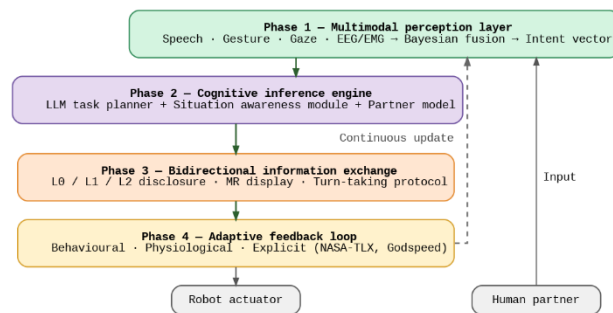 Phase 1 — Multimodal perception layer
Speech · Gesture · Gaze · EEG/EMG → Bayesian fusion → Intent vector
Phase 2 — Cognitive inference engine
LLM task planner + Situation awareness module + Partner model
Continuous update
Phase 3 — Bidirectional information exchange
L0 / L1 / L2 disclosure · MR display · Turn-taking protocol
Input
Phase 4 — Adaptive feedback loop
Behavioural · Physiological · Explicit (NASA-TLX, Godspeed)
Robot actuator
Human partner